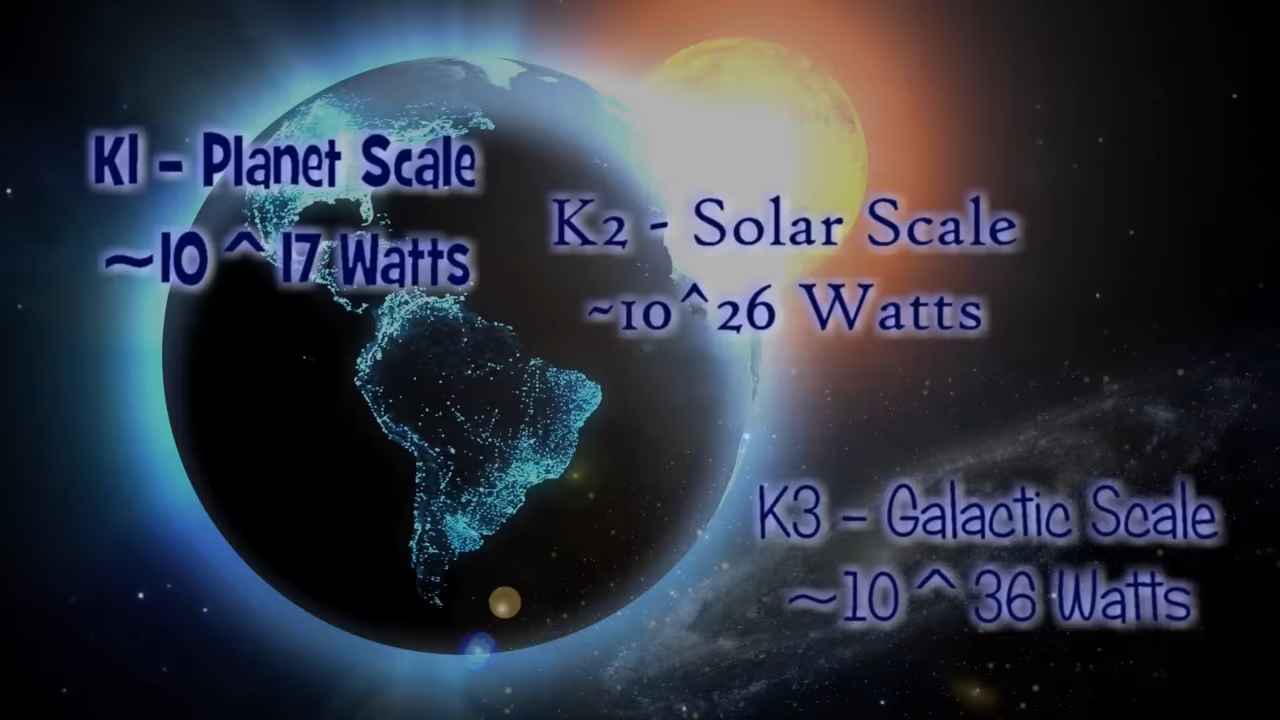 K1 - Planet Scale
~10^17 Watts
K2 - Solar Scale
~10^26 Watts
K3 - Galactic Scale
~10^36 Watts